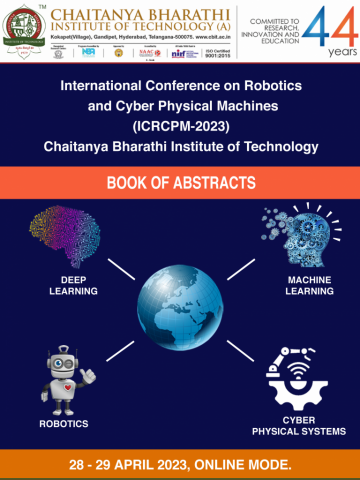 TM
CHAITANYA BHARATHI
INSTITUTE OF TECHNOLOGY (A)
Kokapet(Village), Gandipet, Hyderabad, Telangana-500075. www.cbit.ac.in
COMMITTED TO
RESEARCH,
INNOVATION AND
EDUCATION
44
years
ISO Certified
9001:2015
International Conference on Robotics
and Cyber Physical Machines
(ICRCPM-2023)
Chaitanya Bharathi Institute of Technology
BOOK OF ABSTRACTS
DEEP
LEARNING
MACHINE
LEARNING
ROBOTICS
CYBER
PHYSICAL SYSTEMS
28 - 29 APRIL 2023, ONLINE MODE.